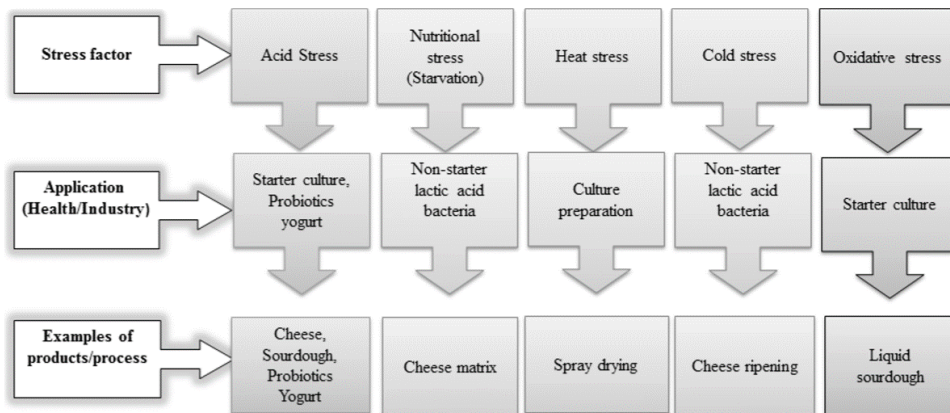 Stress factor
Acid Stress
Nutritional
stress
(Starvation)
Heat stress
Cold stress
Oxidative stress
Application
(Health/Industry)
Starter culture,
Probiotics
yogurt
Non-starter
lactic acid
bacteria
Culture
preparation
Non-starter
lactic acid
bacteria
Starter culture
Examples of
products/process
Cheese,
Sourdough,
Probiotics
Yogurt
Cheese matrix
Spray drying
Cheese ripening
Liquid
sourdough